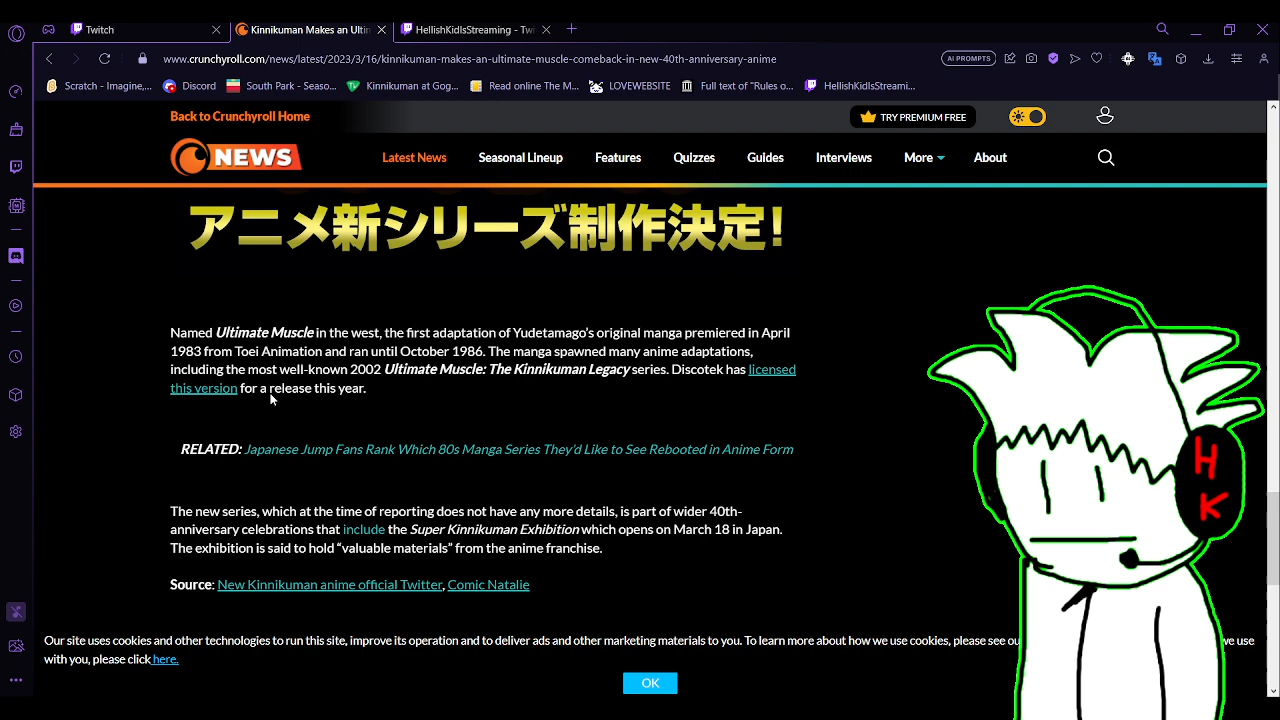 Twitch
Kinnikuman Makes an Ultin
HellishKidIsStreaming - Twi
www.crunchyroll.com/news/latest/2023/3/16/kinnikuman-makes-an-ultimate-muscle-comeback-in-new-40th-anniversary-anime
AI PROMPTS
Scratch - Imagine,... Discord South Park - Seaso... Kinnikuman at Gog... Read online The M... LOVEWEBSITE Full text of "Rules o... HellishKidIsStreami...
Back to Crunchyroll Home
TRY PREMIUM FREE
NEWS
Latest News Seasonal Lineup Features Quizzes Guides Interviews More About
アニメ新シリーズ制作決定!
Named Ultimate Muscle in the west, the first adaptation of Yudetamago's original manga premiered in April
1983 from Toei Animation and ran until October 1986. The manga spawned many anime adaptations,
including the most well-known 2002 Ultimate Muscle: The Kinnikuman Legacy series. Discotek has licensed
this version for a release this year.
RELATED: Japanese Jump Fans Rank Which 80s Manga Series They'd Like to See Rebooted in Anime Form
The new series, which at the time of reporting does not have any more details, is part of wider 40th-
anniversary celebrations that include the Super Kinnikuman Exhibition which opens on March 18 in Japan.
The exhibition is said to hold “valuable materials” from the anime franchise.
Source: New Kinnikuman anime official Twitter, Comic Natalie
HK
Our site uses cookies and other technologies to run this site, improve its operation and to deliver ads and other marketing materials to you. To learn more about how we use cookies, please see ou we use
with you, please click here.
OK